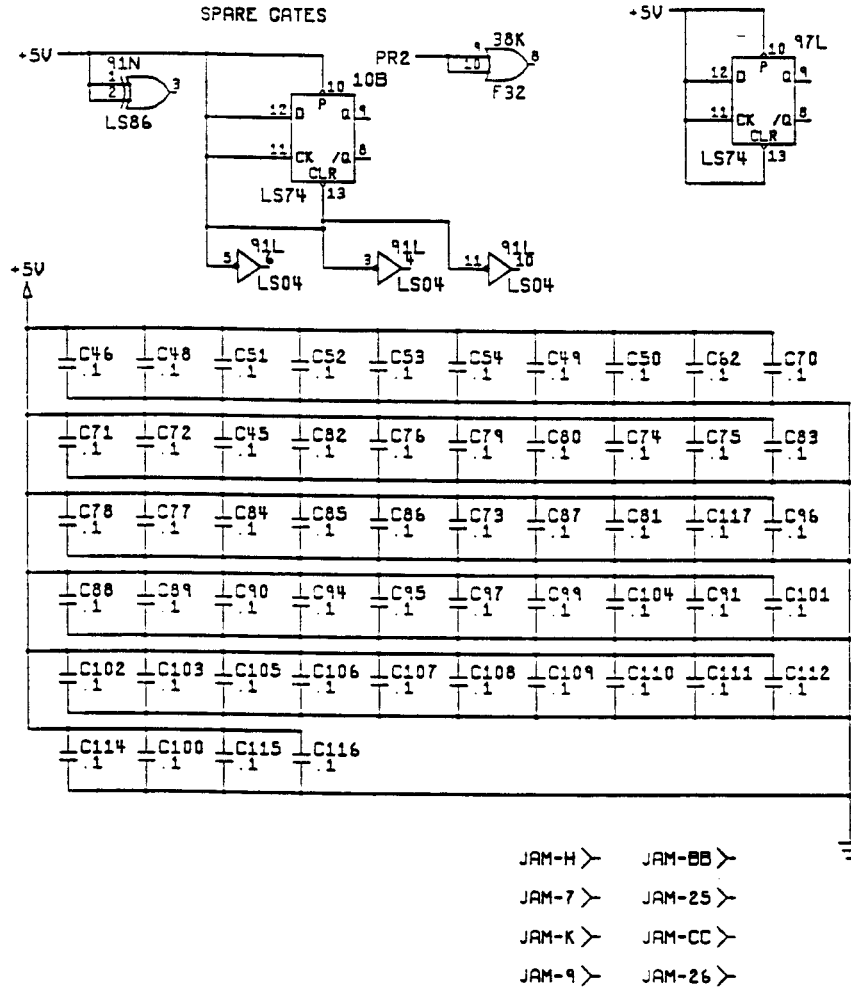 SPARE GATES
+5V
91N
1
2
3
LS86
10B
10
P
12
D
Q
9
11
CK
/Q
8
CLR
LS74
13
PR2
38K
9
10
8
F32
+5V
97L
10
P
12
D
Q
9
11
CK
/Q
8
CLR
LS74
13
91L
5
6
LS04
91L
3
4
LS04
91L
11
10
LS04
+5V
C46 C48 C51 C52 C53 C54 C49 C50 C62 C70
.1 .1 .1 .1 .1 .1 .1 .1 .1 .1
C71 C72 C45 C82 C76 C79 C80 C74 C75 C83
.1 .1 .1 .1 .1 .1 .1 .1 .1 .1
C78 C77 C84 C85 C86 C73 C87 C81 C117 C96
.1 .1 .1 .1 .1 .1 .1 .1 .1 .1
C88 C89 C90 C94 C95 C97 C99 C104 C91 C101
.1 .1 .1 .1 .1 .1 .1 .1 .1 .1
C102 C103 C105 C106 C107 C108 C109 C110 C111 C112
.1 .1 .1 .1 .1 .1 .1 .1 .1 .1
C114 C100 C115 C116
.1 .1 .1 .1
JAM-H JAM-BB
JAM-7 JAM-25
JAM-K JAM-CC
JAM-9 JAM-26